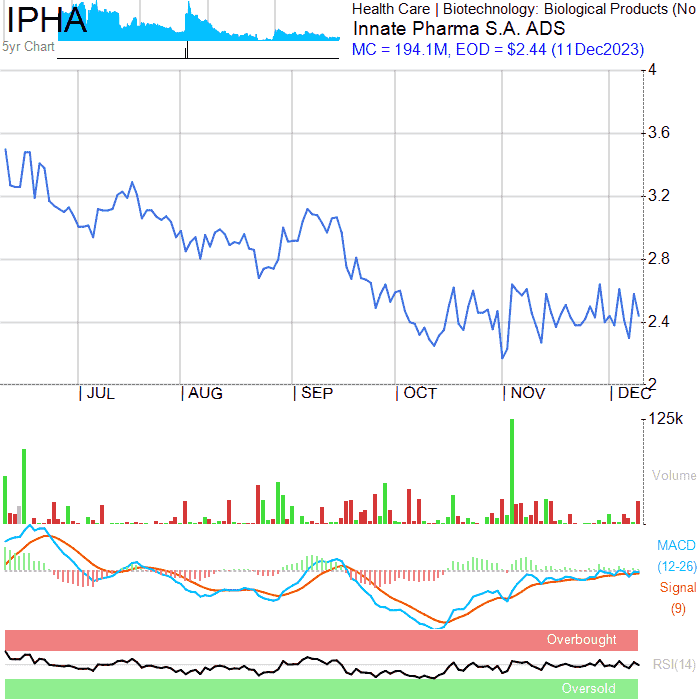 IPHA
5yr Chart
Health Care | Biotechnology: Biological Products (No
Innate Pharma S.A. ADS
MC = 194.1M, EOD = $2.44 (11Dec2023)
4
3.6
3.2
2.8
2.4
2
JUL
AUG
SEP
OCT
NOV
DEC
125k
Volume
MACD
(12-26)
Signal
(9)
Overbought
RSI(14)
Oversold